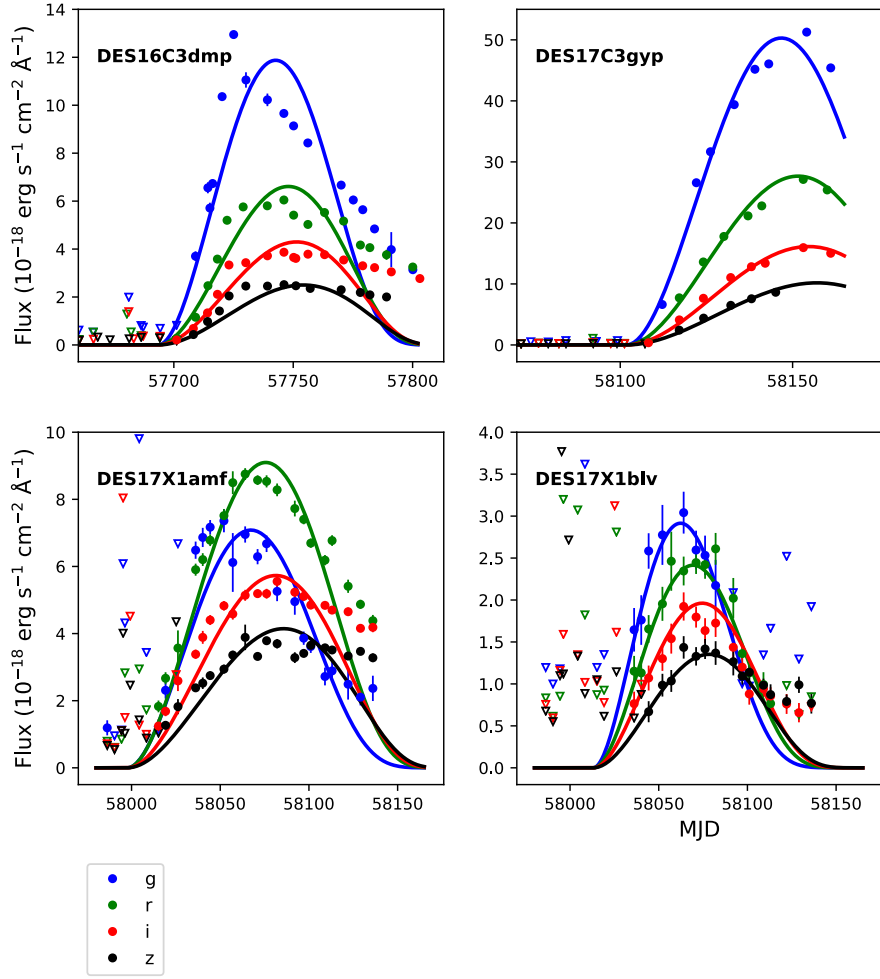 DES16C3dmp
DES17C3gyp
14
12
10
8
6
4
2
0
50
40
30
20
10
0
57700 57750 57800
58100 58150
Flux (10⁻¹⁸ erg s⁻¹ cm⁻² Å⁻¹)
DES17X1amf
DES17X1blv
10
8
6
4
2
0
4.0
3.5
3.0
2.5
2.0
1.5
1.0
0.5
0.0
58000 58050 58100 58150
58000 58050 58100 58150
Flux (10⁻¹⁸ erg s⁻¹ cm⁻² Å⁻¹)
MJD
g
r
i
z